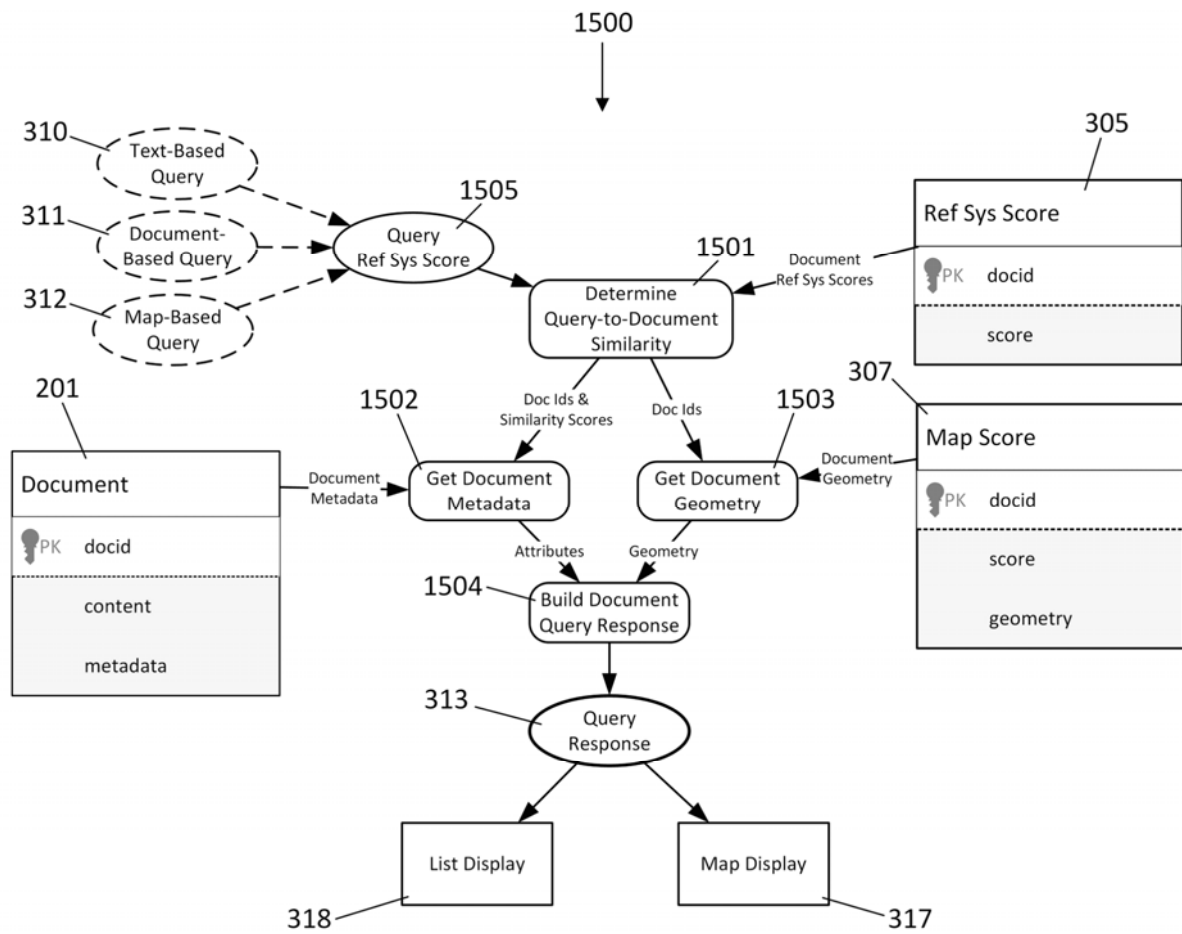 1500
310
Text-Based
Query
311
Document-
Based Query
312
Map-Based
Query
1505
Query
Ref Sys Score
305
Ref Sys Score
PK docid
score
Document
Ref Sys Scores
1501
Determine
Query-to-Document
Similarity
201
Document
PK docid
content
metadata
1502
Doc Ids &
Similarity Scores
Doc Ids
1503
307
Map Score
PK docid
score
geometry
Document
Metadata
Get Document
Metadata
Get Document
Geometry
Document
Geometry
Attributes
Geometry
1504
Build Document
Query Response
313
Query
Response
List Display
Map Display
318
317